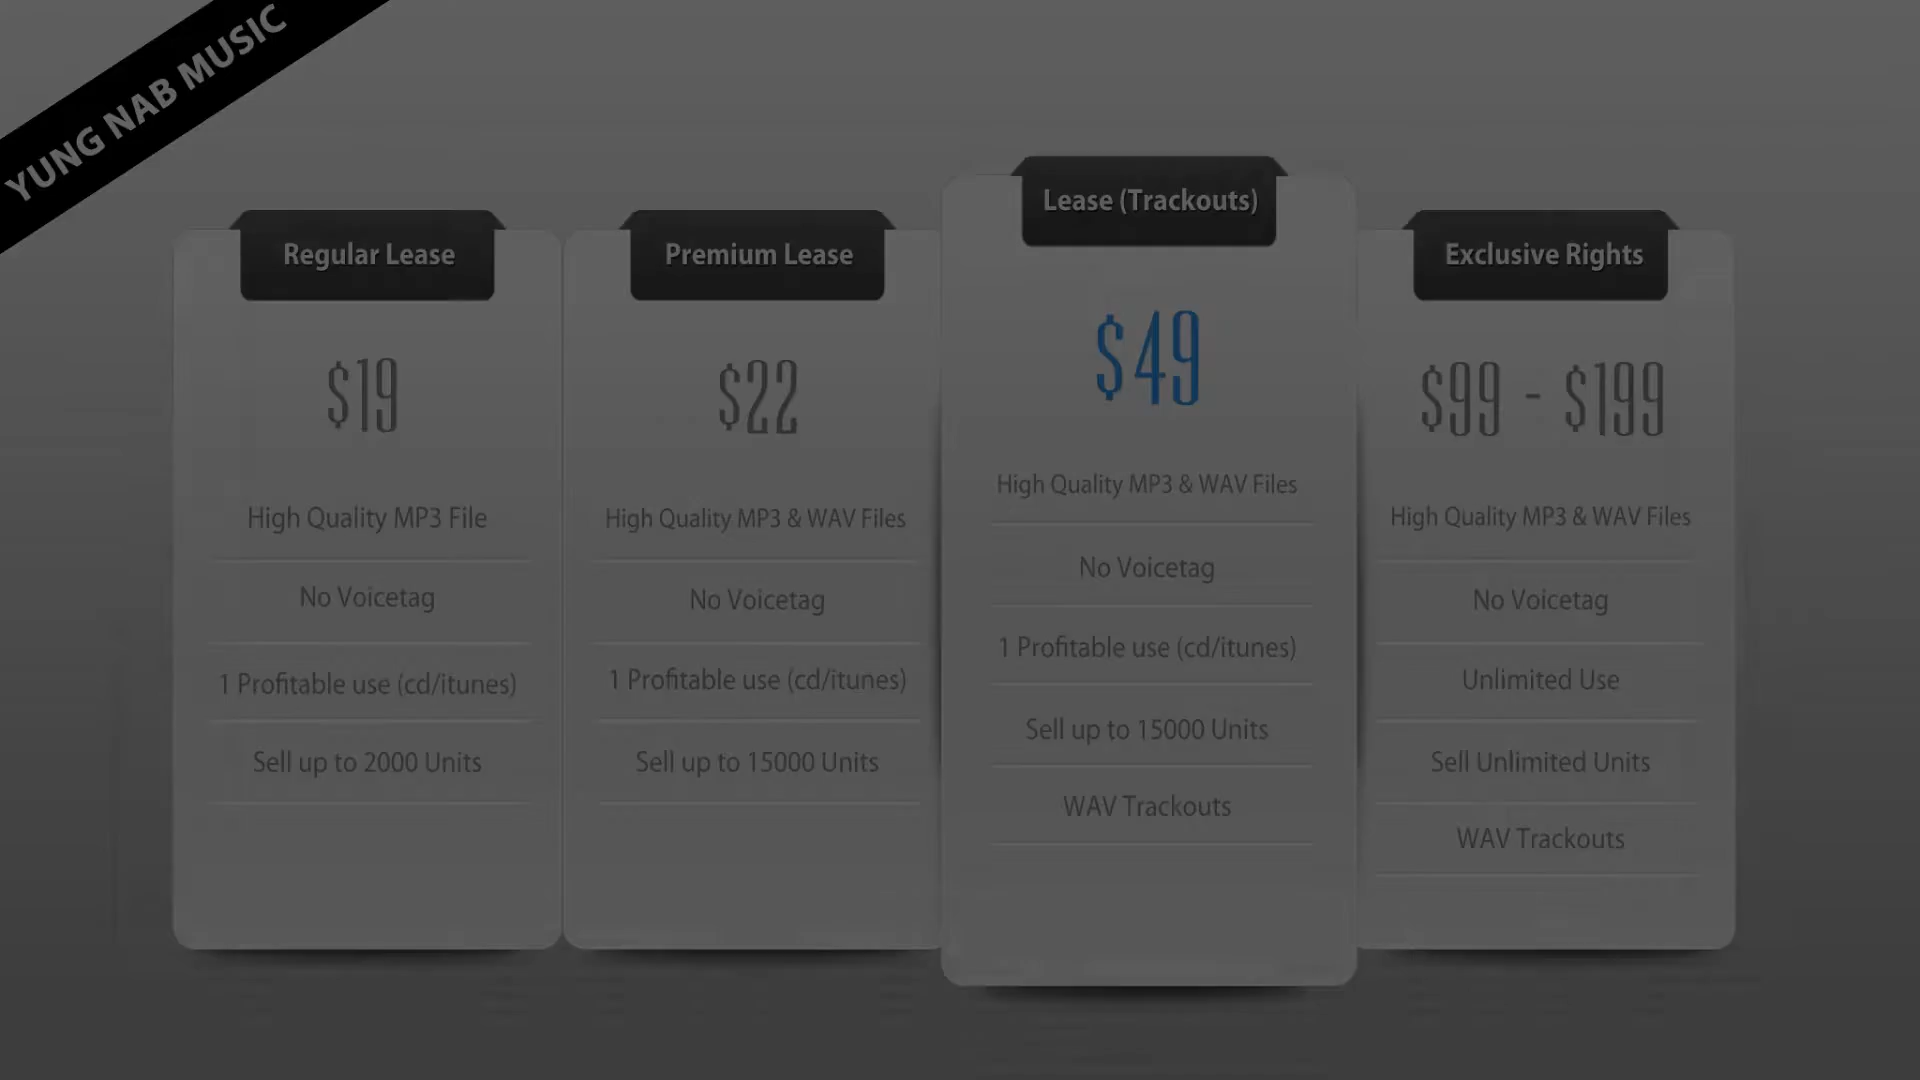 YUNG NAB MUSIC
Regular Lease
$19
High Quality MP3 File
No Voicetag
1 Profitable use (cd/itunes)
Sell up to 2000 Units
Premium Lease
$22
High Quality MP3 & WAV Files
No Voicetag
1 Profitable use (cd/itunes)
Sell up to 15000 Units
Lease (Trackouts)
$49
High Quality MP3 & WAV Files
No Voicetag
1 Profitable use (cd/itunes)
Sell up to 15000 Units
WAV Trackouts
Exclusive Rights
$99 - $199
High Quality MP3 & WAV Files
No Voicetag
Unlimited Use
Sell Unlimited Units
WAV Trackouts